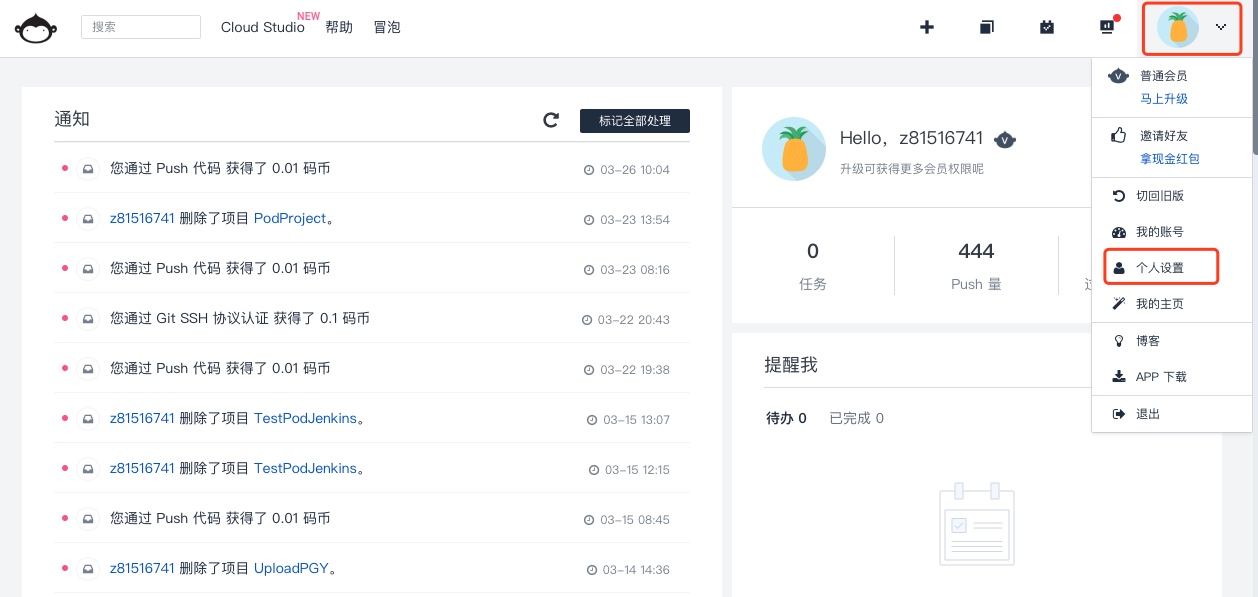 搜索
Cloud Studio NEW 帮助 冒泡
通知 标记全部处理
您通过 Push 代码 获得了 0.01 码币 03-26 10:04
z81516741 删除了项目 PodProject。 03-23 13:54
您通过 Push 代码 获得了 0.01 码币 03-23 08:16
您通过 Git SSH 协议认证 获得了 0.1 码币 03-22 20:43
您通过 Push 代码 获得了 0.01 码币 03-22 19:38
z81516741 删除了项目 TestPodJenkins。 03-15 13:07
z81516741 删除了项目 TestPodJenkins。 03-15 12:15
您通过 Push 代码 获得了 0.01 码币 03-15 08:45
z81516741 删除了项目 UploadPGY。 03-14 14:36
Hello，z81516741
升级可获得更多会员权限呢
0 444
任务 Push 量
提醒我
待办 0 已完成 0
普通会员
马上升级
邀请好友
拿现金红包
切回旧版
我的账号
个人设置
我的主页
博客
APP 下载
退出